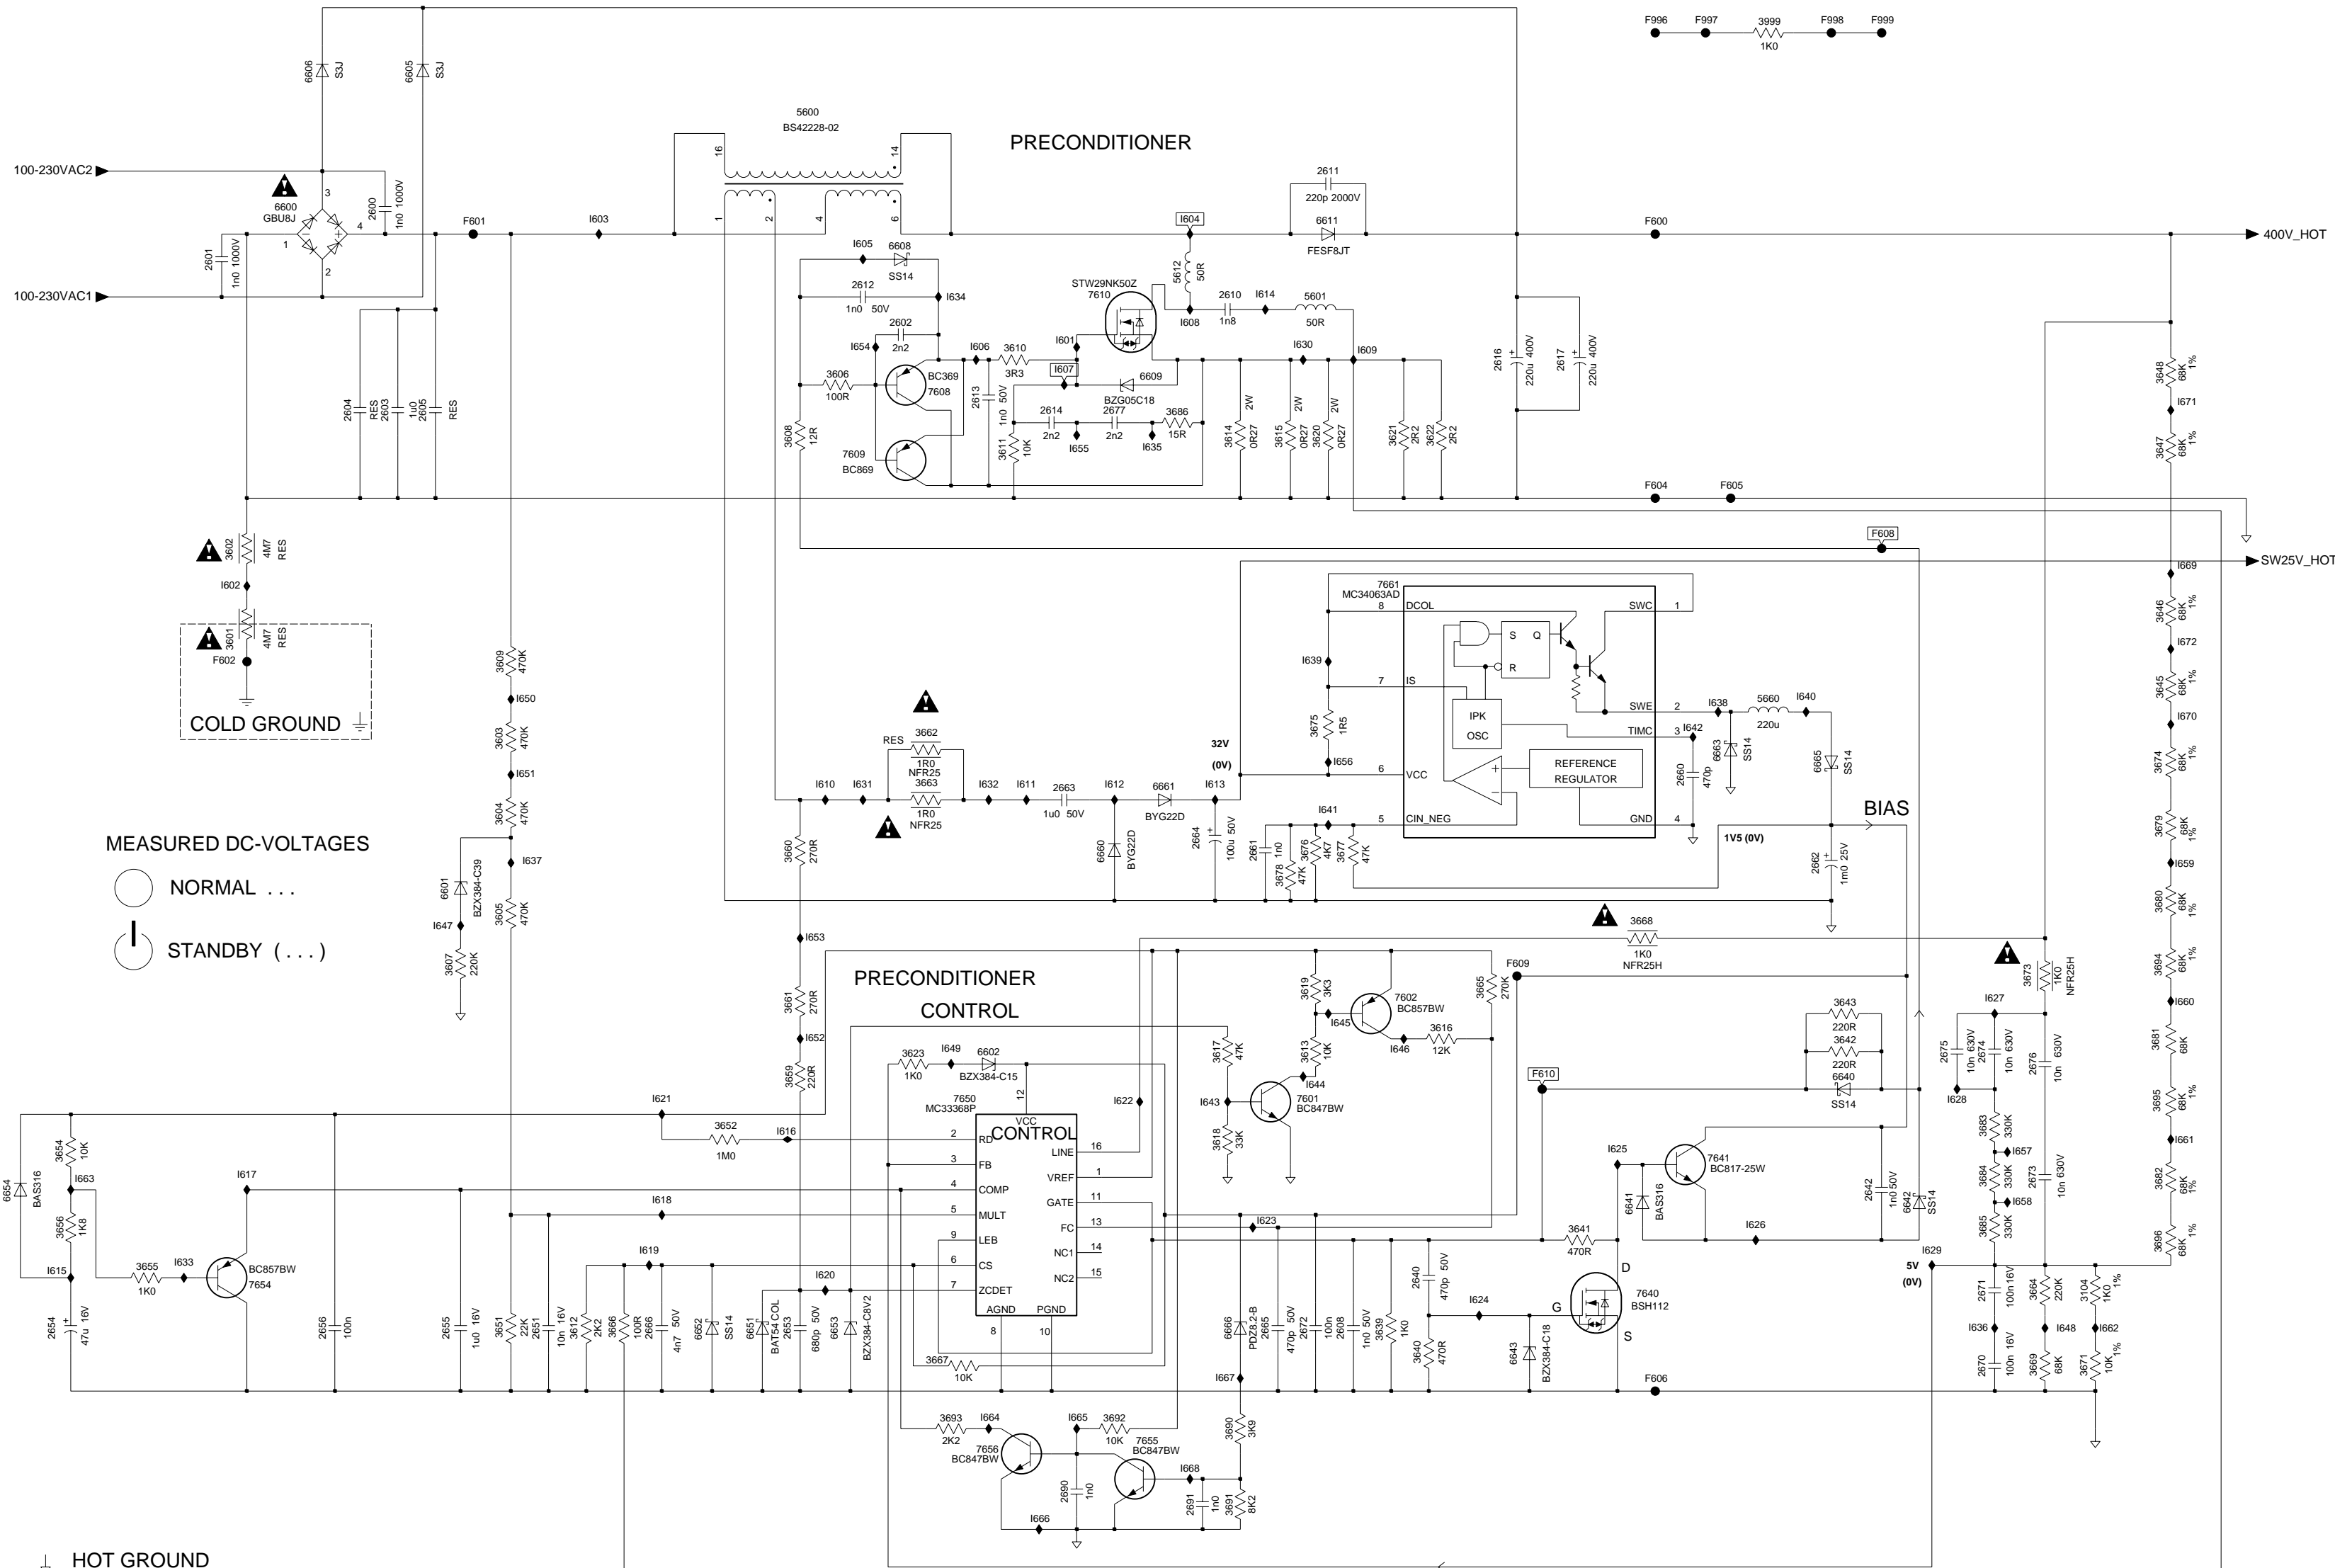 F996 F997 3999 F998 F999
1K0
6606 S3J
6605 S3J
5600
BS42228-02
PRECONDITIONER
16 14
100-230VAC2
6600
GBU8J
3
4
1
2
2600 1n0 1000V
F601
I603
1 2 4 6
I604
2611
220p 2000V
6611
FESF8JT
F600
400V_HOT
2601 1n0 1000V
100-230VAC1
I605 6608
SS14
2612
1n0 50V
I634
2602
2n2
I654
5612 50R
STW29NK50Z
7610
I608
2610
1n8
I614
5601
50R
I606 3610
3R3
I601
I607
I630
I609
3606
100R
BC369
7608
2613 1n0 50V
6609
BZG05C18
2614
2n2
2677
2n2
3686
15R
I655
I635
3611 10K
3608 12R
7609
BC869
3614 0R27 2W
3615 0R27 2W
3620 0R27 2W
3621 2R2
3622 2R2
2616 220u 400V
2617 220u 400V
2604 RES
2603 1u0
2605 RES
3648 68K 1%
I671
3647 68K 1%
F604 F605
F608
SW25V_HOT
3602 4M7 RES
I602
3601 4M7 RES
F602
COLD GROUND
3609 470K
I650
3603 470K
I651
3604 470K
I637
6601 BZX384-C39
3605 470K
I647
3607 220K
7661
MC34063AD
8 DCOL
SWC 1
S Q
R
I639
7 IS
3675 1R5
IPK
OSC
SWE 2
TIMC 3
I638
5660
220u
I640
I642
6663 SS14
2660 470p
6665 SS14
I656
6 VCC
REFERENCE
REGULATOR
I641
5 CIN_NEG
GND 4
BIAS
1V5 (0V)
2662 1m0 25V
I669
3646 68K 1%
I672
3645 68K 1%
I670
3674 68K 1%
3679 68K 1%
I659
3680 68K 1%
3694 68K 1%
I660
3681 68K
3695 68K 1%
I661
3682 68K 1%
3696 68K 1%
RES 3662
1R0
NFR25
3663
1R0
NFR25
I610 I631
I632 I611
2663
1u0 50V
I612 6661
BYG22D
I613
32V
(0V)
3660 270R
6660 BYG22D
2664 100u 50V
2661 1n0
3678 47K
3676 4K7
3677 47K
MEASURED DC-VOLTAGES
NORMAL . . .
STANDBY ( . . . )
I653
3661 270R
I652
3659 220R
PRECONDITIONER
CONTROL
3668
1K0
NFR25H
F609
3673 1K0 NFR25H
3619 3K3
7602
BC857BW
3665 270K
I645
3613 10K
I646
3616
12K
3617 47K
I644
I643
7601
BC847BW
3618 33K
I622
3623
1K0
I649 6602
BZX384-C15
7650
MC33368P
12
VCC
CONTROL
2 RD
3 FB
4 COMP
5 MULT
9 LEB
6 CS
7 ZCDET
LINE 16
VREF 1
GATE 11
FC 13
NC1 14
NC2 15
AGND PGND
8 10
I621
3652
1M0
I616
I618
I619
I620
3643
220R
3642
220R
6640
SS14
F610
I627
2675 10n 630V
2674 10n 630V
2676 10n 630V
I628
3683 330K
I657
3684 330K
I658
3685 330K
2673 10n 630V
I625
7641
BC817-25W
6641 BAS316
I626
2642 1n0 50V
6642 SS14
I629
5V
(0V)
6654 BAS316
3654 10K
I663
3656 1K8
I615
2654 47u 16V
3655
1K0
I633
I617
BC857BW
7654
2656 100n
2655 1u0 16V
3651 22K
2651 10n 16V
3612 2K2
3666 100R
2666 4n7 50V
6652 SS14
6651 BAT54 COL
2653 680p 50V
6653 BZX384-C8V2
3667
10K
I623
6666 PDZ8.2-B
2665 470p 50V
2672 100n
2608 1n0 50V
3639 1K0
2640 470p 50V
3640 470R
3641
470R
I624
6643 BZX384-C18
D
G
S
7640
BSH112
F606
2671 100n 16V
3664 220K
3104 1K0 1%
I636
I648
I662
2670 100n 16V
3669 68K
3671 10K 1%
I667
3690 3K9
3693
2K2
I664
7656
BC847BW
I665 3692
10K
7655
BC847BW
I668
2690 1n0
2691 1n0
3691 8K2
I666
HOT GROUND